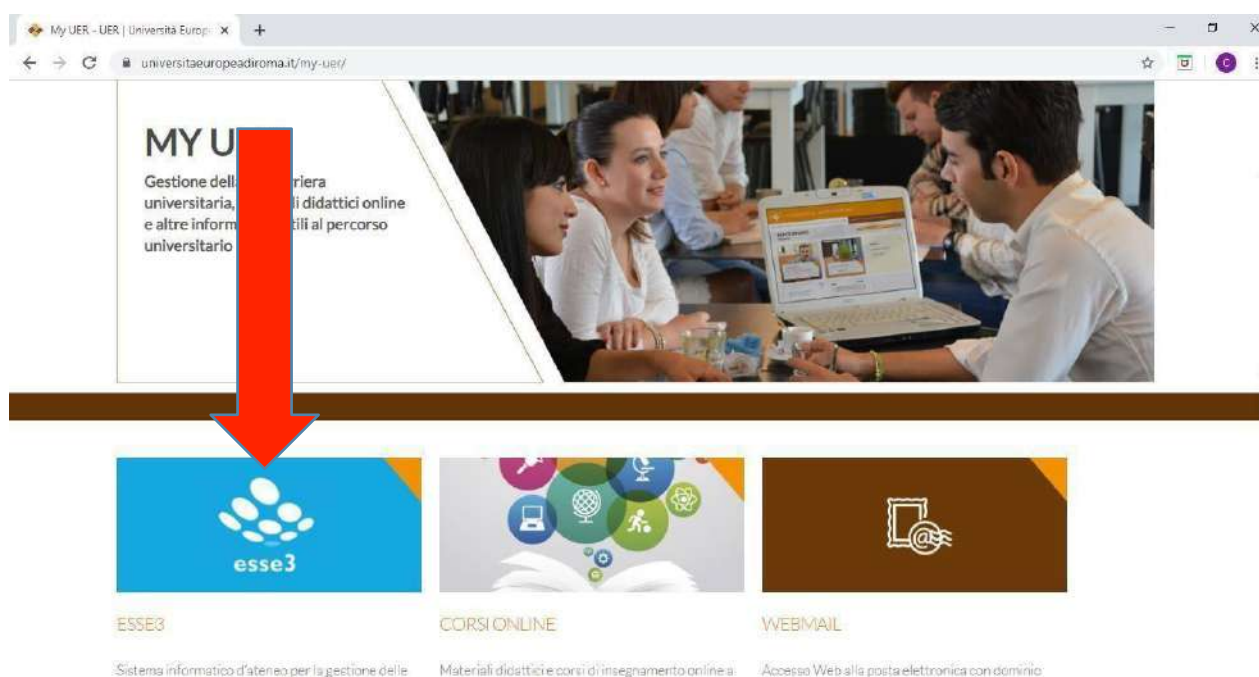 My UER - UER | Università Europ
universitaeuropeadiroma.it/my-uer/
C
MY U
Gestione dell riera
universitaria, li didattici online
e altre inform tili al percorso
universitario
esse3
ESSE3
CORSI ONLINE
WEBMAIL
Sistema informatico d'ateneo per la gestione delle
Materiali didattici e corsi di insegnamento online a
Accesso Web alla posta elettronica con dominio